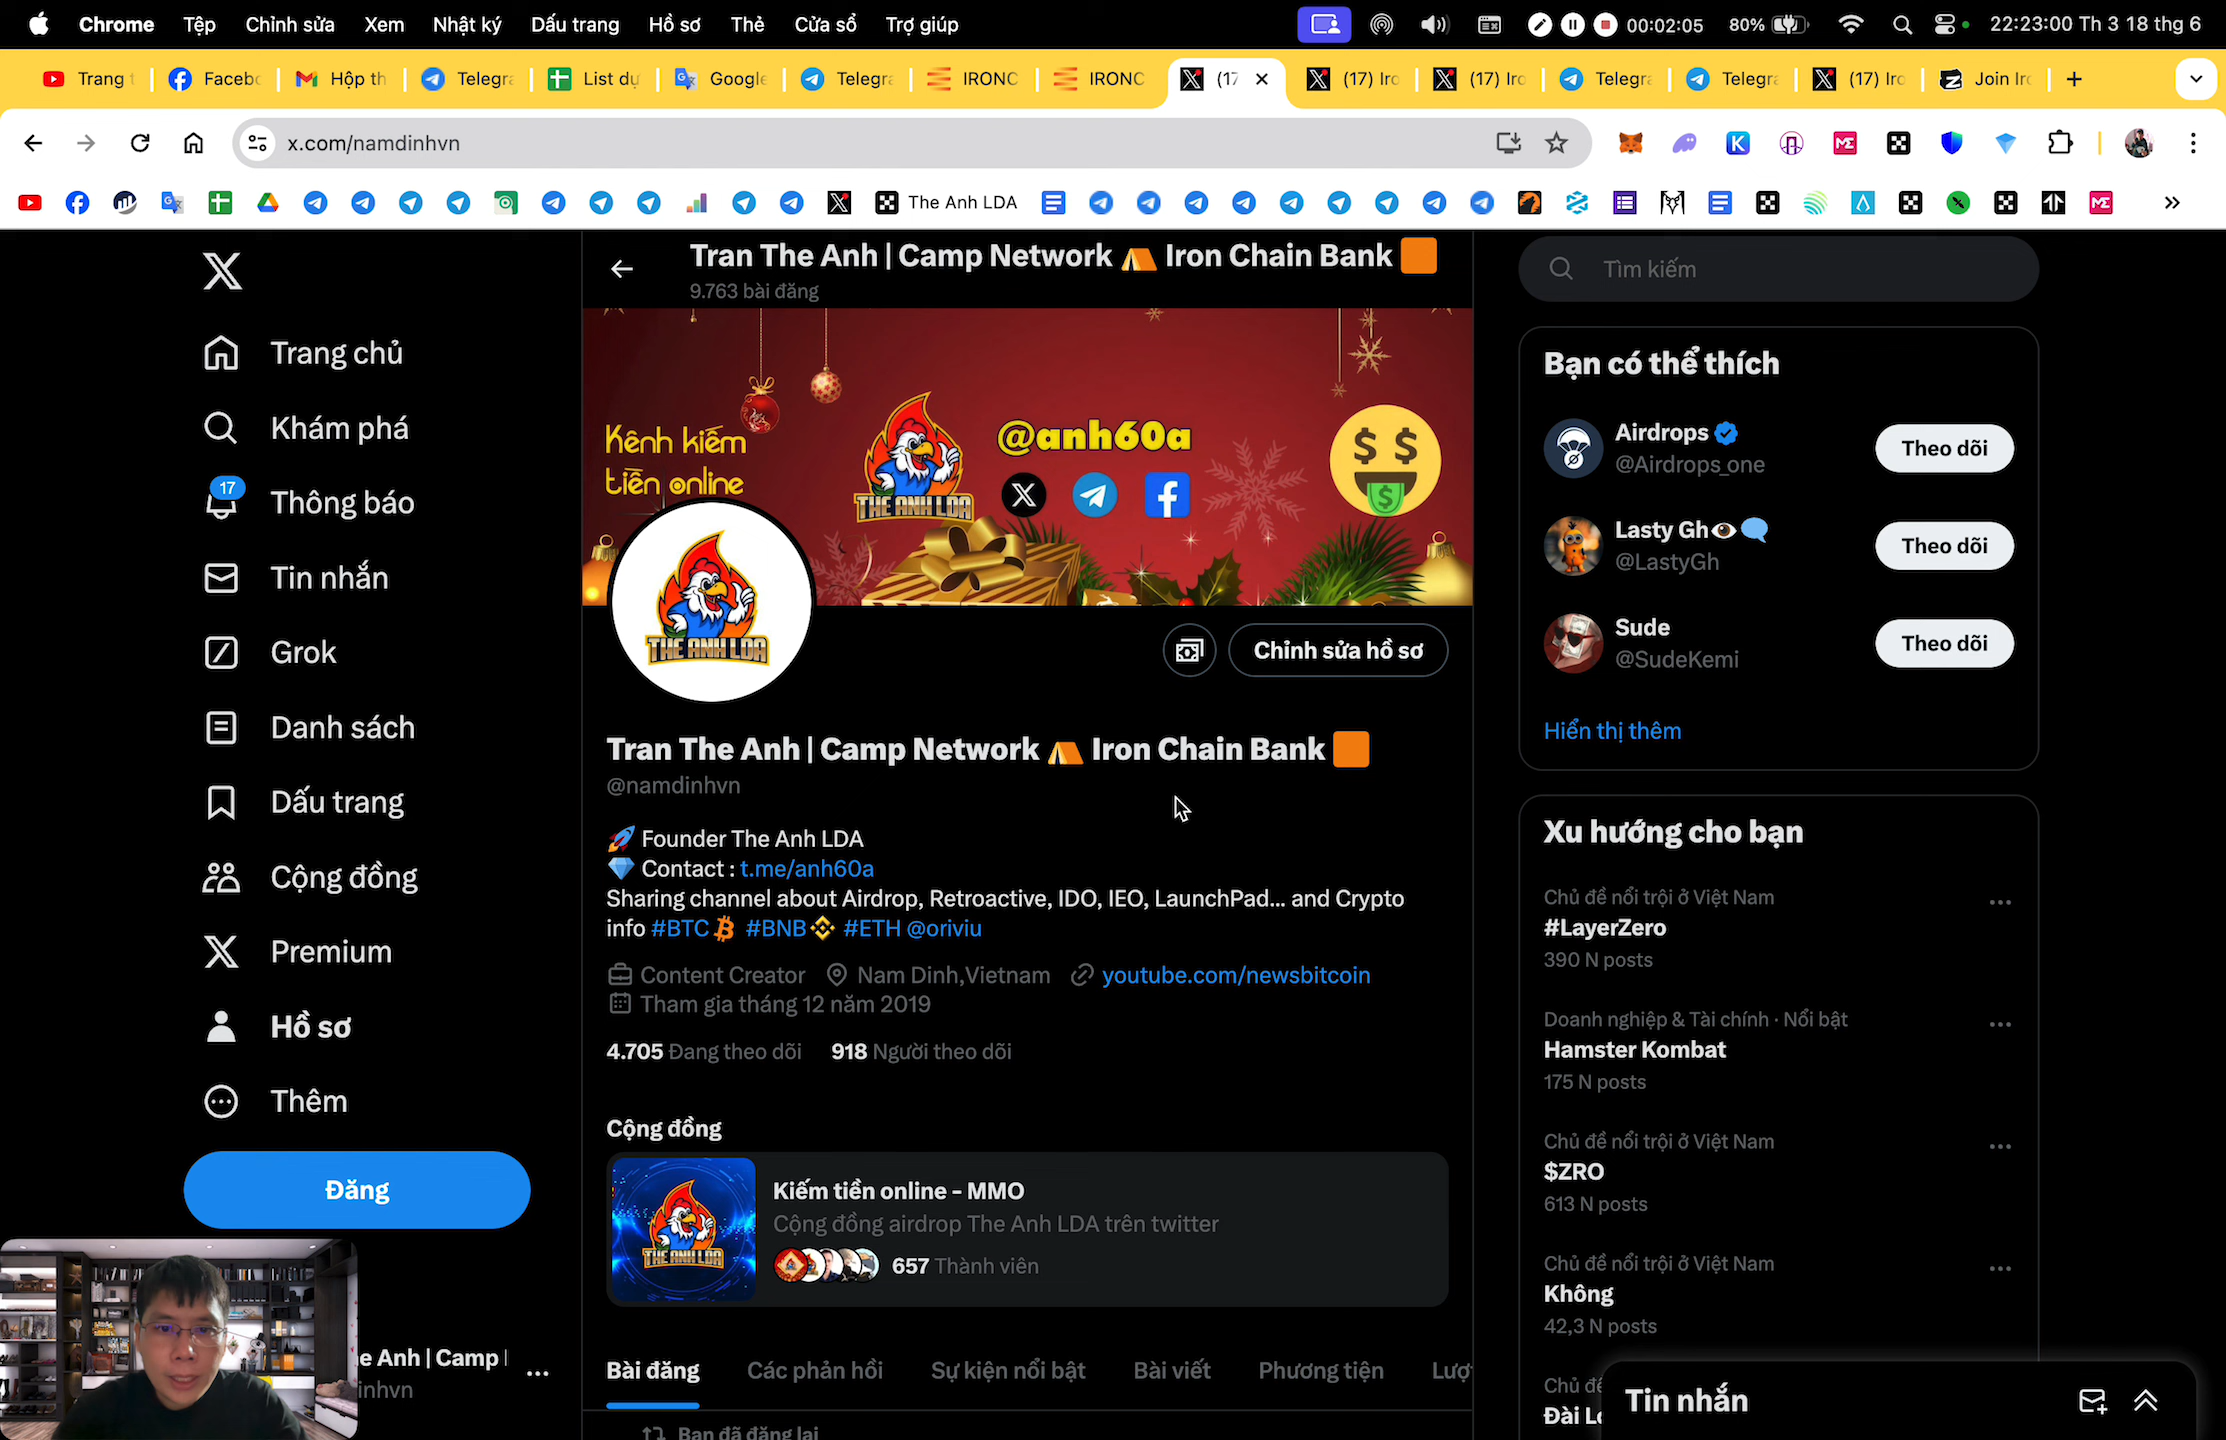 Chrome Tệp Chỉnh sửa Xem Nhật ký Dấu trang Hồ sơ Thẻ Cửa sổ Trợ giúp 00:02:05 80% 22:23:00 Th 3 18 thg 6
Trang t Facebo Hộp th Telegra List dự Google Telegra IRONC IRONC (17 (17) Iro (17) Iro Telegra Telegra (17) Iro Join Iro
x.com/namdinhvn
The Anh LDA
Tran The Anh | Camp Network Iron Chain Bank
9.763 bài đăng
Kênh kiếm
tiền online
@anh60a
THE ANH LDA
THE ANH LDA
Chỉnh sửa hồ sơ
Tran The Anh | Camp Network Iron Chain Bank
@namdinhvn
Founder The Anh LDA
Contact : t.me/anh60a
Sharing channel about Airdrop, Retroactive, IDO, IEO, LaunchPad... and Crypto
info #BTC #BNB #ETH @oriviu
Content Creator Nam Dinh,Vietnam youtube.com/newsbitcoin
Tham gia tháng 12 năm 2019
4.705 Đang theo dõi 918 Người theo dõi
Cộng đồng
THE ANH LDA
Kiếm tiền online - MMO
Cộng đồng airdrop The Anh LDA trên twitter
657 Thành viên
Bài đăng Các phản hồi Sự kiện nổi bật Bài viết Phương tiện Lượ
Bạn đã đăng lại
Trang chủ
Khám phá
17
Thông báo
Tin nhắn
Grok
Danh sách
Dấu trang
Cộng đồng
Premium
Hồ sơ
Thêm
Đăng
e Anh | Camp
inhvn
Tìm kiếm
Bạn có thể thích
Airdrops
@Airdrops_one
Theo dõi
Lasty Gh
@LastyGh
Theo dõi
Sude
@SudeKemi
Theo dõi
Hiển thị thêm
Xu hướng cho bạn
Chủ đề nổi trội ở Việt Nam
#LayerZero
390 N posts
Doanh nghiệp & Tài chính · Nổi bật
Hamster Kombat
175 N posts
Chủ đề nổi trội ở Việt Nam
$ZRO
613 N posts
Chủ đề nổi trội ở Việt Nam
Không
42,3 N posts
Chủ đề
Đài Lo
Tin nhắn